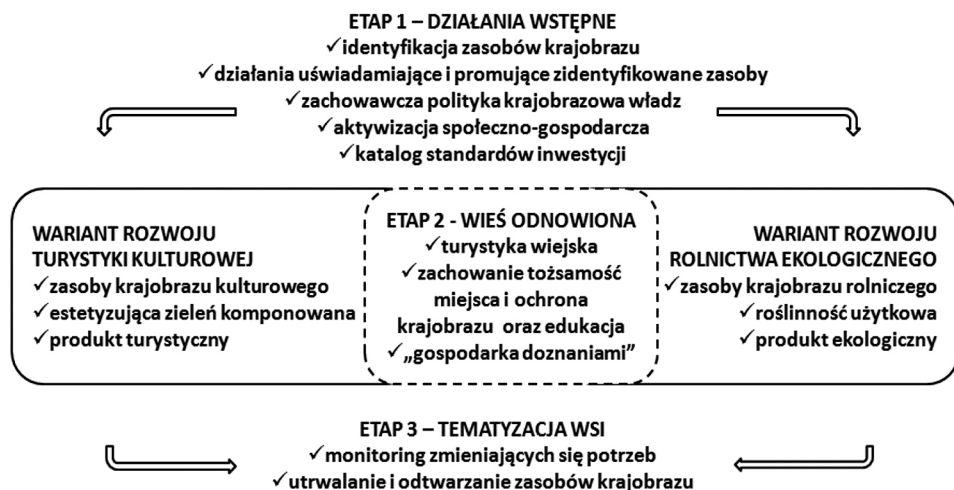 ETAP 1 – DZIAŁANIA WSTĘPNE
✓identyfikacja zasobów krajobrazu
✓działania uświadamiające i promujące zidentyfikowane zasoby
✓zachowawcza polityka krajobrazowa władz
✓aktywizacja społeczno-gospodarcza
✓katalog standardów inwestycji
WARIANT ROZWOJU
TURYSTYKI KULTUROWEJ
✓zasoby krajobrazu kulturowego
✓estetyzująca zieleń komponowana
✓produkt turystyczny
ETAP 2 - WIEŚ ODNOWIONA
✓turystyka wiejska
✓zachowanie tożsamość
miejsca i ochrona
krajobrazu oraz edukacja
✓„gospodarka doznaniami”
WARIANT ROZWOJU
ROLNICTWA EKOLOGICZNEGO
✓zasoby krajobrazu rolniczego
✓roślinność użytkowa
✓produkt ekologiczny
ETAP 3 – TEMATYZACJA WSI
✓monitoring zmieniających się potrzeb
✓utrwalanie i odtwarzanie zasobów krajobrazu